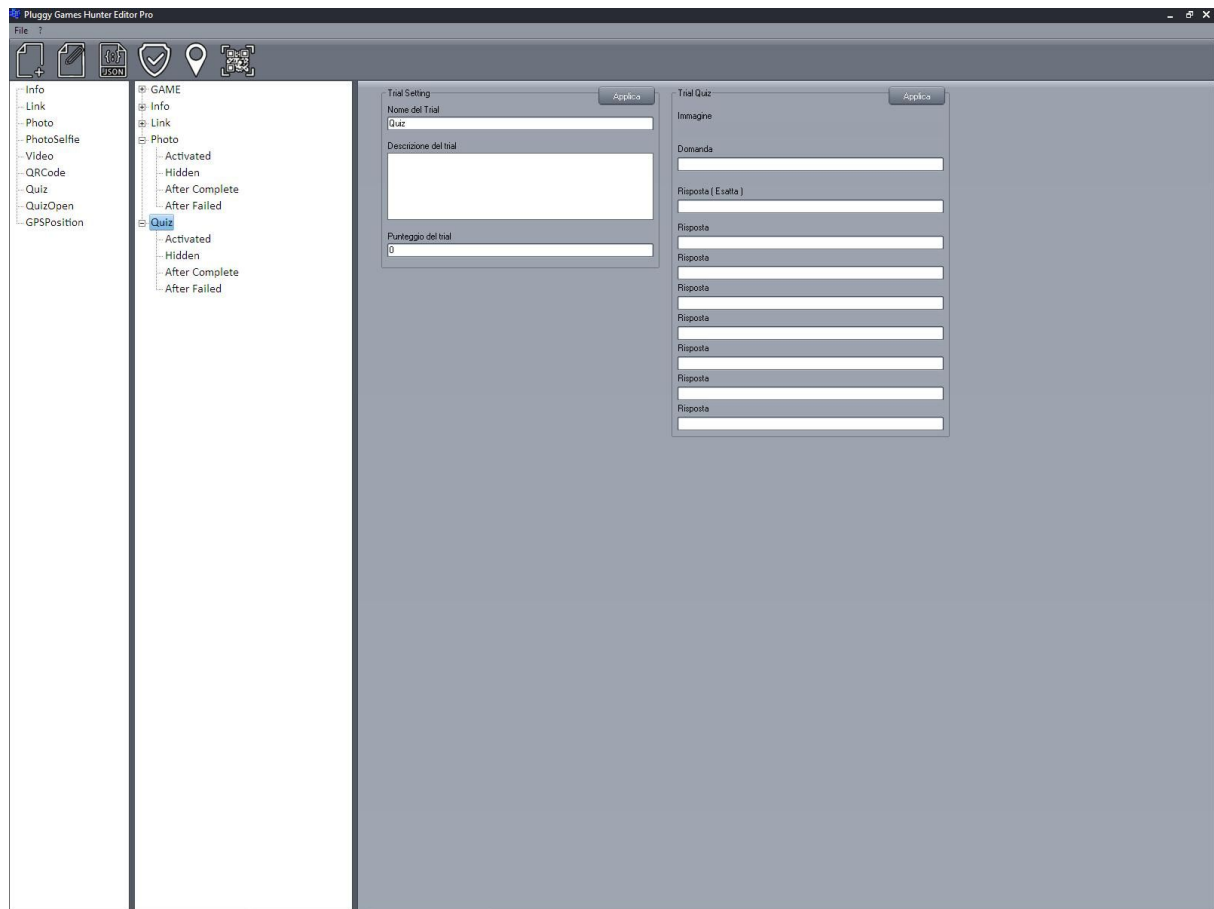 Pluggy Games Hunter Editor Pro
File ?
JSON
Info
Link
Photo
PhotoSelfie
Video
QRCode
Quiz
QuizOpen
GPSPosition
GAME
Info
Link
Photo
Activated
Hidden
After Complete
After Failed
Quiz
Activated
Hidden
After Complete
After Failed
Trial Setting
Applica
Nome del Trial
Quiz
Descrizione del trial
Punteggio del trial
0
Trial Quiz
Applica
Immagine
Domanda
Risposta ( Esatta )
Risposta
Risposta
Risposta
Risposta
Risposta
Risposta
Risposta